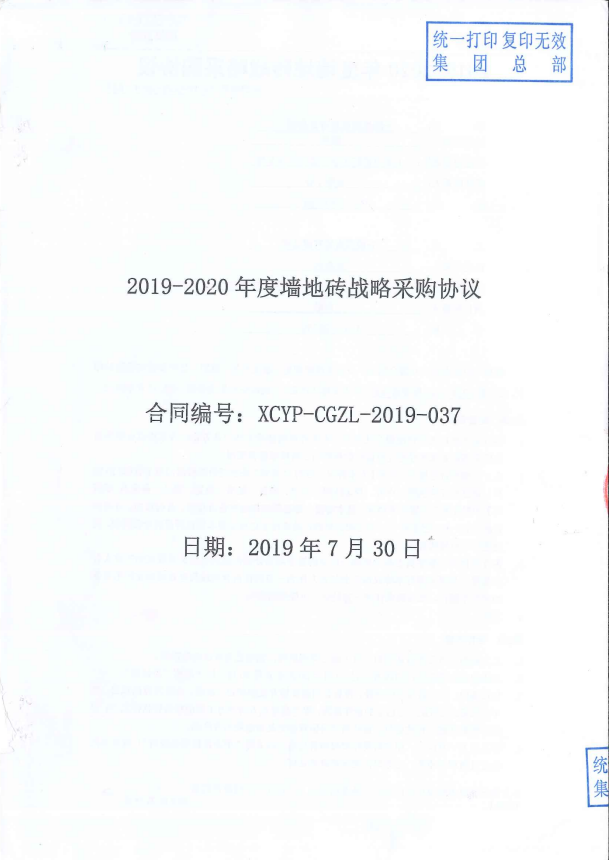 统一打印 复印无效
集团总部
2019-2020 年度墙地砖战略采购协议
合同编号：XCYP-CGZL-2019-037
日期：2019 年 7 月 30 日
统
集